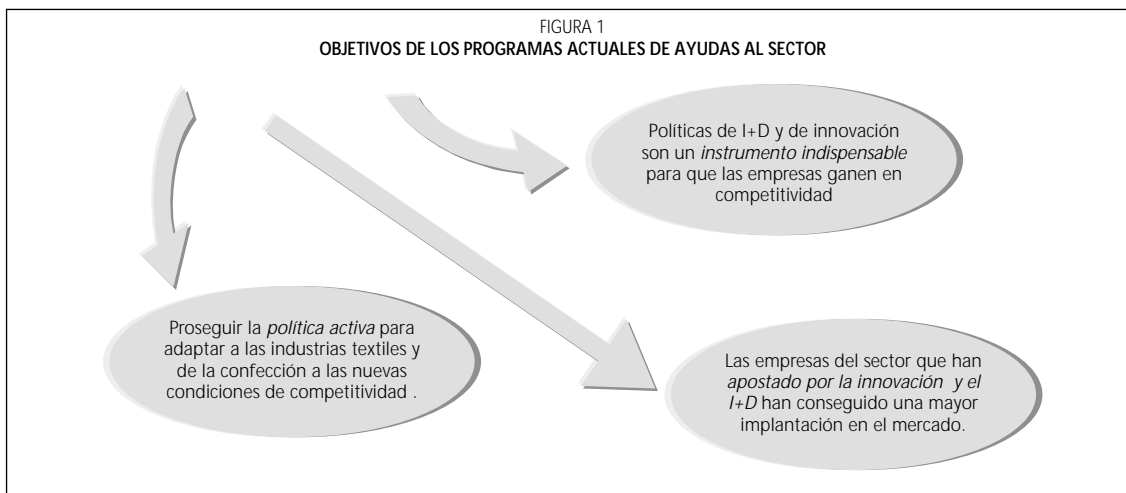 FIGURA 1
OBJETIVOS DE LOS PROGRAMAS ACTUALES DE AYUDAS AL SECTOR
Políticas de I+D y de innovación
son un instrumento indispensable
para que las empresas ganen en
competitividad
Proseguir la política activa para
adaptar a las industrias textiles y
de la confección a las nuevas
condiciones de competitividad .
Las empresas del sector que han
apostado por la innovación y el
I+D han conseguido una mayor
implantación en el mercado.